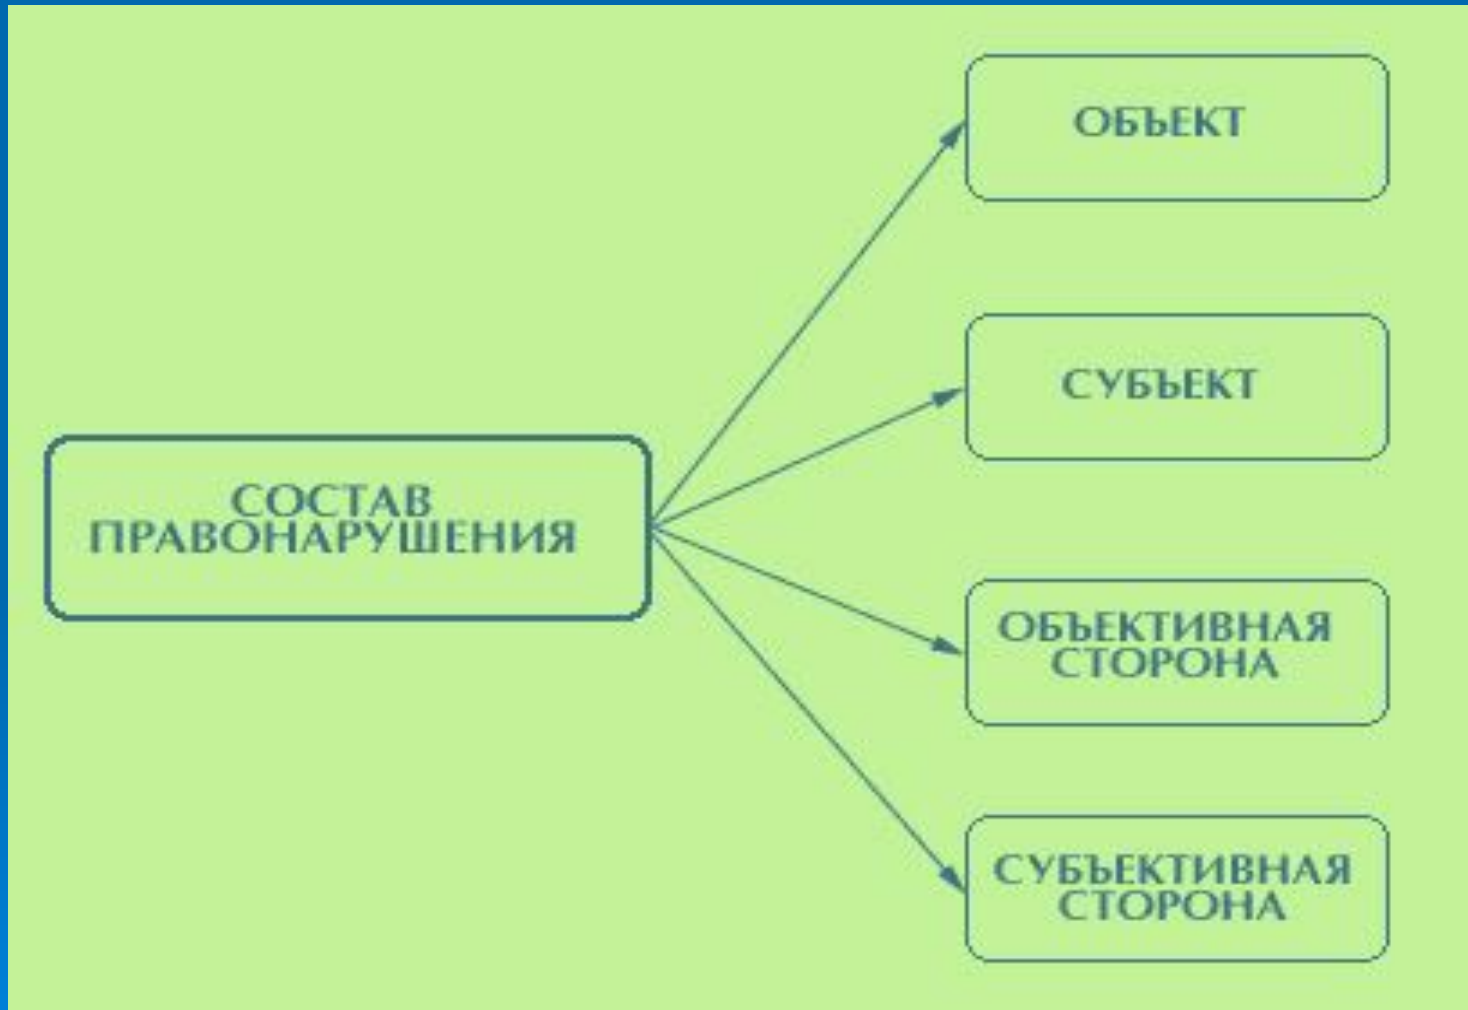 ОБЪЕКТ
СУБЪЕКТ
СОСТАВ
ПРАВОНАРУШЕНИЯ
ОБЪЕКТИВНАЯ
СТОРОНА
СУБЪЕКТИВНАЯ
СТОРОНА